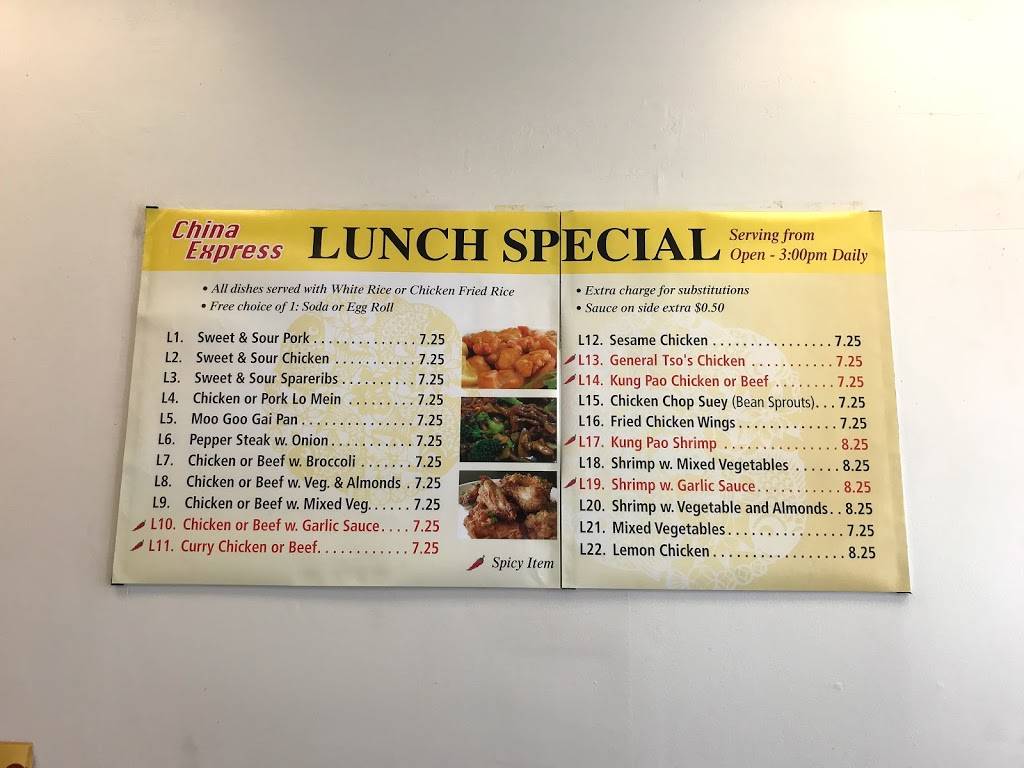 China
Express
LUNCH SPECIAL
Serving from
Open - 3:00pm Daily
• All dishes served with White Rice or Chicken Fried Rice
• Free choice of 1: Soda or Egg Roll
L1. Sweet & Sour Pork . . . . . . . . . . . . . 7.25
L2. Sweet & Sour Chicken . . . . . . . . . . 7.25
L3. Sweet & Sour Spareribs . . . . . . . . . 7.25
L4. Chicken or Pork Lo Mein . . . . . . . . 7.25
L5. Moo Goo Gai Pan . . . . . . . . . . . . . . 7.25
L6. Pepper Steak w. Onion . . . . . . . . . . 7.25
L7. Chicken or Beef w. Broccoli . . . . . . . 7.25
L8. Chicken or Beef w. Veg. & Almonds . 7.25
L9. Chicken or Beef w. Mixed Veg. . . . . . 7.25
L10. Chicken or Beef w. Garlic Sauce . . . . 7.25
L11. Curry Chicken or Beef. . . . . . . . . . . . 7.25
Spicy Item
• Extra charge for substitutions
• Sauce on side extra $0.50
L12. Sesame Chicken . . . . . . . . . . . . . . . . 7.25
L13. General Tso's Chicken . . . . . . . . . . . 7.25
L14. Kung Pao Chicken or Beef . . . . . . . . 7.25
L15. Chicken Chop Suey (Bean Sprouts). . . 7.25
L16. Fried Chicken Wings . . . . . . . . . . . . . 7.25
L17. Kung Pao Shrimp . . . . . . . . . . . . . . . 8.25
L18. Shrimp w. Mixed Vegetables . . . . . . . 8.25
L19. Shrimp w. Garlic Sauce . . . . . . . . . . . 8.25
L20. Shrimp w. Vegetable and Almonds. . 8.25
L21. Mixed Vegetables . . . . . . . . . . . . . . . 7.25
L22. Lemon Chicken . . . . . . . . . . . . . . . . . 8.25